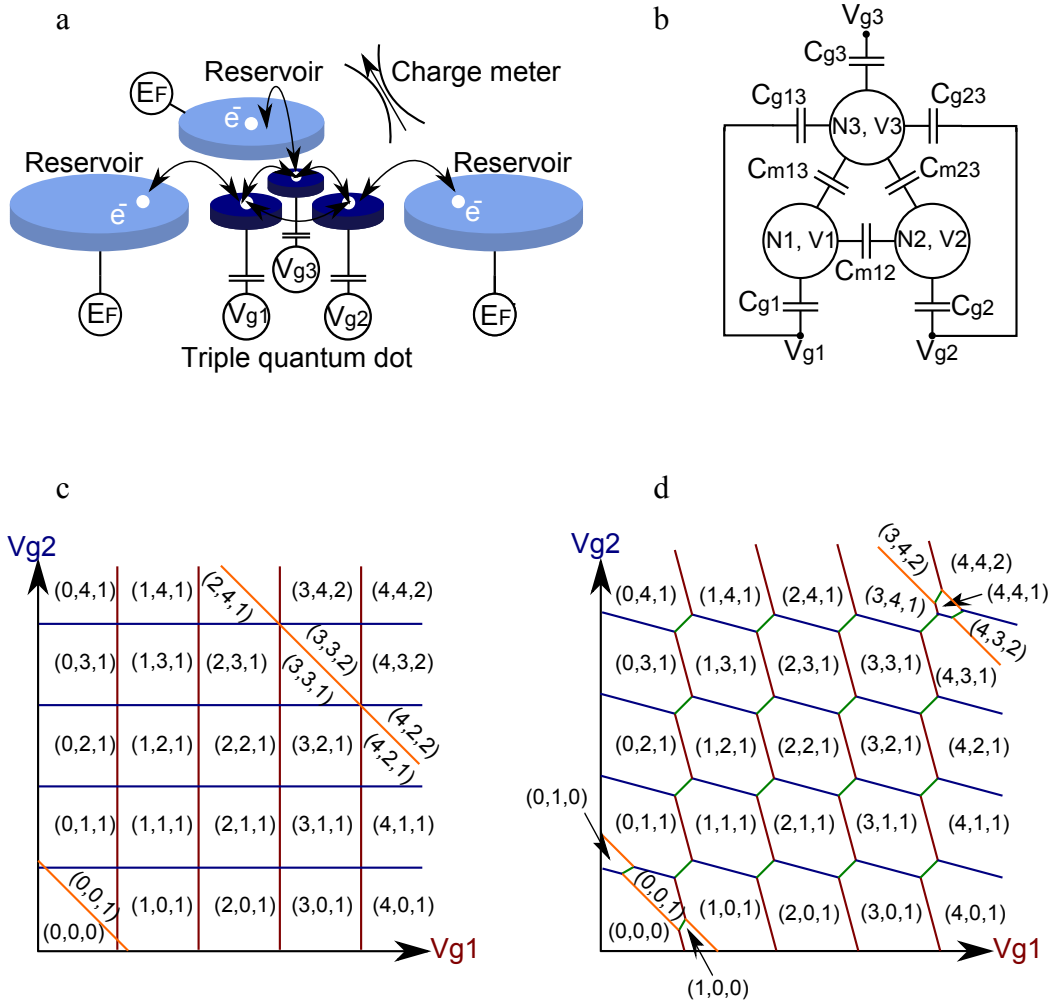 a
b
Reservoir
Charge meter
EF
e-
Reservoir
Reservoir
e-
e-
Vg3
Vg1
Vg2
EF
EF
Triple quantum dot
Vg3
Cg3
Cg13
Cg23
N3, V3
Cm13
Cm23
N1, V1
N2, V2
Cm12
Cg1
Cg2
Vg1
Vg2
c
d
Vg2
(0,4,1)
(1,4,1)
(2,4,1)
(3,4,2)
(4,4,2)
(0,3,1)
(1,3,1)
(2,3,1)
(3,3,2)
(3,3,1)
(4,3,2)
(0,2,1)
(1,2,1)
(2,2,1)
(3,2,1)
(4,2,2)
(4,2,1)
(0,1,1)
(1,1,1)
(2,1,1)
(3,1,1)
(4,1,1)
(0,0,1)
(0,0,0)
(1,0,1)
(2,0,1)
(3,0,1)
(4,0,1)
Vg1
Vg2
(3,4,2)
(4,4,2)
(0,4,1)
(1,4,1)
(2,4,1)
(3,4,1)
(4,4,1)
(4,3,2)
(0,3,1)
(1,3,1)
(2,3,1)
(3,3,1)
(4,3,1)
(0,2,1)
(1,2,1)
(2,2,1)
(3,2,1)
(4,2,1)
(0,1,0)
(0,1,1)
(1,1,1)
(2,1,1)
(3,1,1)
(4,1,1)
(0,0,1)
(0,0,0)
(1,0,1)
(2,0,1)
(3,0,1)
(4,0,1)
Vg1
(1,0,0)